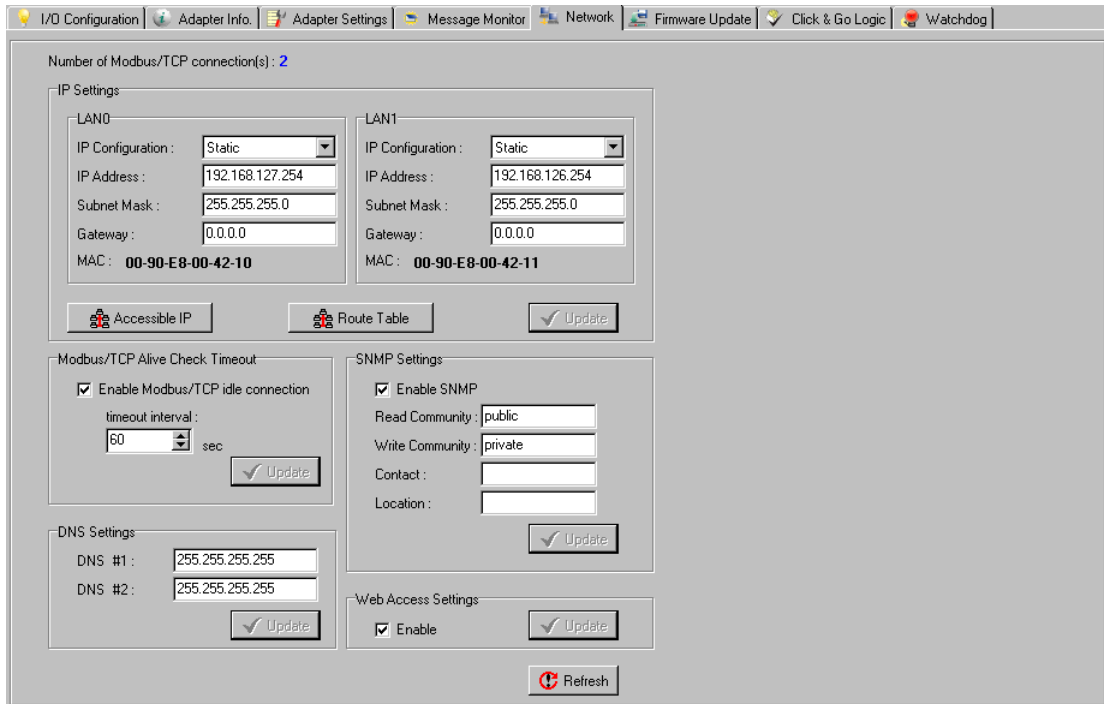 I/O Configuration Adapter Info. Adapter Settings Message Monitor Network Firmware Update Click & Go Logic Watchdog
Number of Modbus/TCP connection(s) : 2
IP Settings
LAN0
IP Configuration : Static
IP Address : 192.168.127.254
Subnet Mask : 255.255.255.0
Gateway : 0.0.0.0
MAC : 00-90-E8-00-42-10
LAN1
IP Configuration : Static
IP Address : 192.168.126.254
Subnet Mask : 255.255.255.0
Gateway : 0.0.0.0
MAC : 00-90-E8-00-42-11
Accessible IP Route Table Update
Modbus/TCP Alive Check Timeout
Enable Modbus/TCP idle connection
timeout interval :
60 sec
Update
SNMP Settings
Enable SNMP
Read Community : public
Write Community : private
Contact :
Location :
Update
DNS Settings
DNS #1 : 255.255.255.255
DNS #2 : 255.255.255.255
Update
Web Access Settings
Enable Update
Refresh